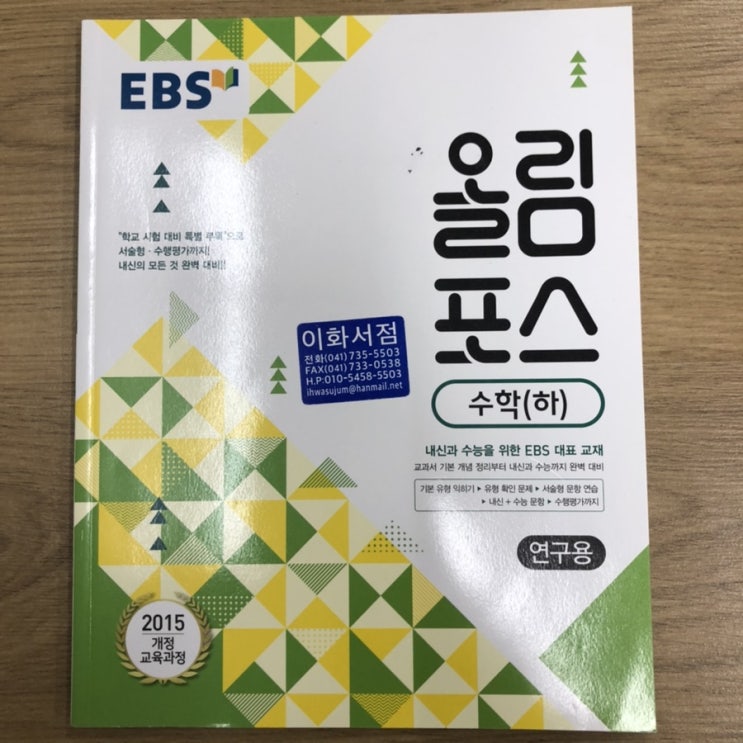 EBS
올림
포스
수학(하)
"학교 시험 대비 특별 부록"으로
서술형·수행평가까지!
내신의 모든 것 완벽 대비!!
이화서점
전화(041)735-5503
FAX(041)733-0538
H.P:010-5458-5503
ihwasujum@hanmail.net
내신과 수능을 위한 EBS 대표 교재
교과서 기본 개념 정리부터 내신과 수능까지 완벽 대비
기본 유형 익히기 ▶ 유형 확인 문제 ▶ 서술형 문항 연습
▶ 내신 + 수능 문항 ▶ 수행평가까지
연구용
2015
개정
교육과정